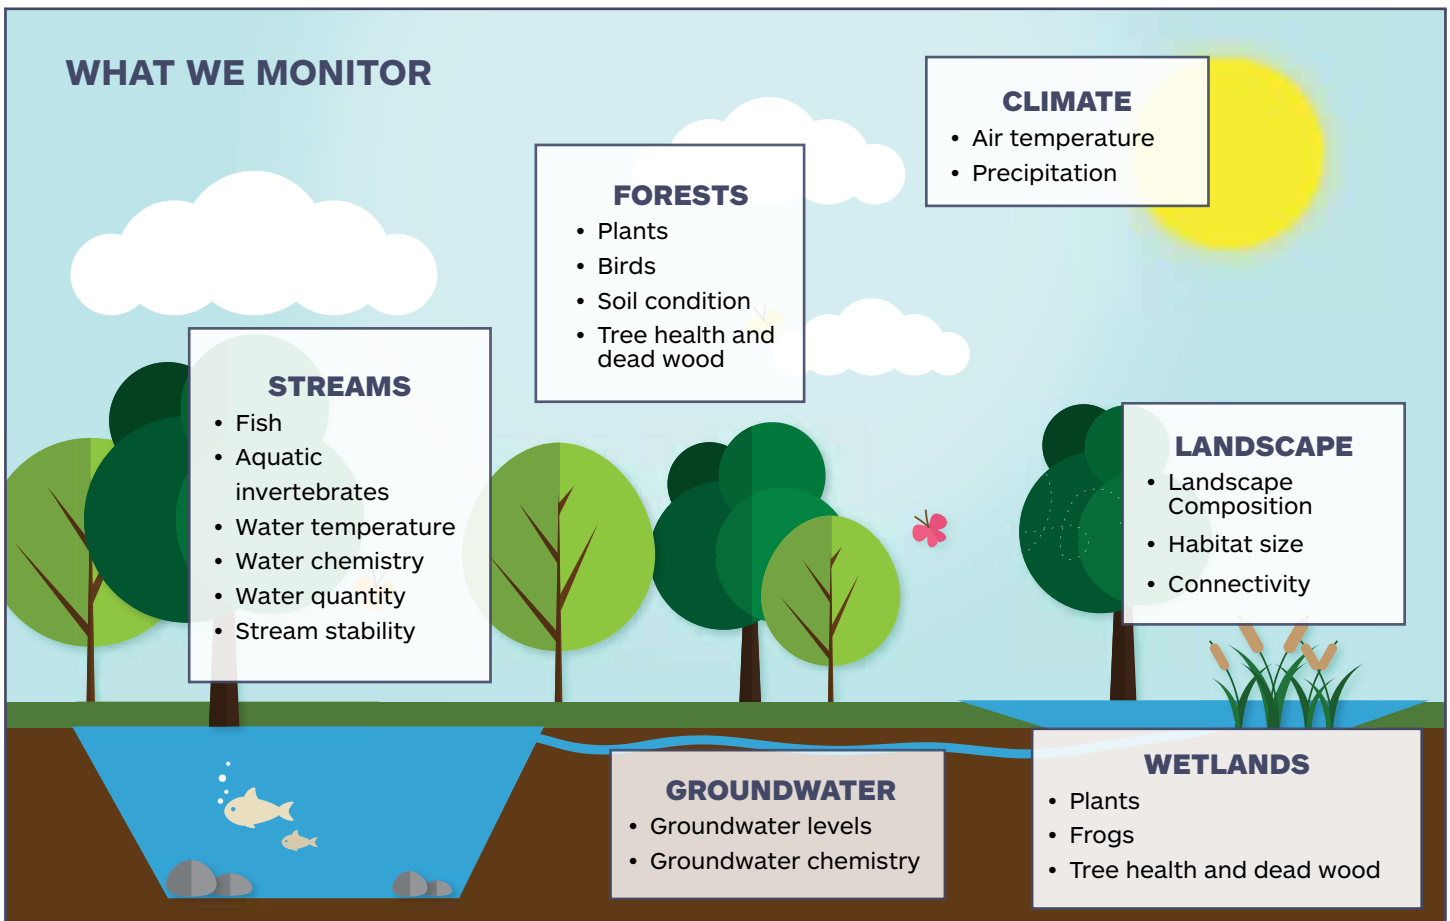 WHAT WE MONITOR
CLIMATE
• Air temperature
• Precipitation
FORESTS
• Plants
• Birds
• Soil condition
• Tree health and
dead wood
STREAMS
• Fish
• Aquatic
invertebrates
• Water temperature
• Water chemistry
• Water quantity
• Stream stability
LANDSCAPE
• Landscape
Composition
• Habitat size
• Connectivity
GROUNDWATER
• Groundwater levels
• Groundwater chemistry
WETLANDS
• Plants
• Frogs
• Tree health and dead wood